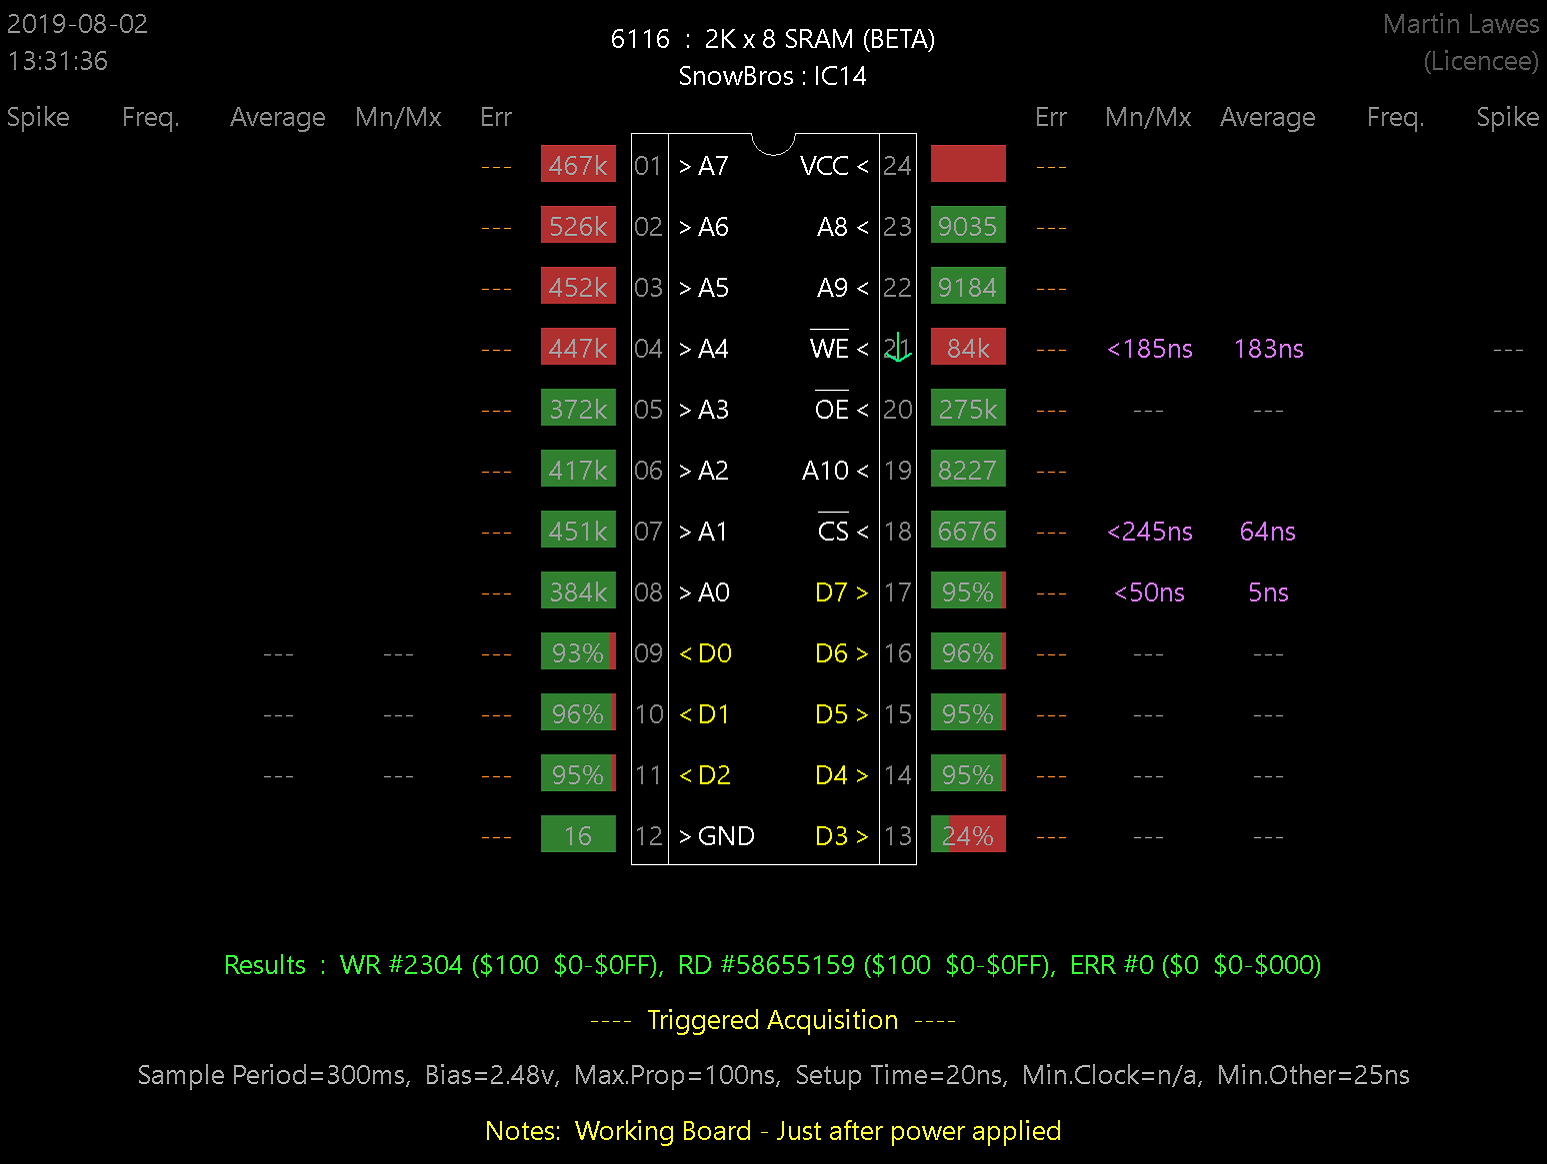 2019-08-02
13:31:36
6116 : 2K x 8 SRAM (BETA)
SnowBros : IC14
Martin Lawes
(Licencee)
Spike Freq. Average Mn/Mx Err Err Mn/Mx Average Freq. Spike
--- 467k 01 > A7 VCC < 24 ---
--- 526k 02 > A6 A8 < 23 9035 ---
--- 452k 03 > A5 A9 < 22 9184 ---
--- 447k 04 > A4 WE < 21 84k --- <185ns 183ns ---
--- 372k 05 > A3 OE < 20 275k --- --- --- ---
--- 417k 06 > A2 A10 < 19 8227 ---
--- 451k 07 > A1 CS < 18 6676 --- <245ns 64ns
--- 384k 08 > A0 D7 > 17 95% --- <50ns 5ns
--- --- --- 93% 09 < D0 D6 > 16 96% --- --- ---
--- --- --- 96% 10 < D1 D5 > 15 95% --- --- ---
--- --- --- 95% 11 < D2 D4 > 14 95% --- --- ---
--- 16 12 > GND D3 > 13 24% --- --- ---
Results : WR #2304 ($100 $0-$0FF), RD #58655159 ($100 $0-$0FF), ERR #0 ($0 $0-$000)
---- Triggered Acquisition ----
Sample Period=300ms, Bias=2.48v, Max.Prop=100ns, Setup Time=20ns, Min.Clock=n/a, Min.Other=25ns
Notes: Working Board - Just after power applied